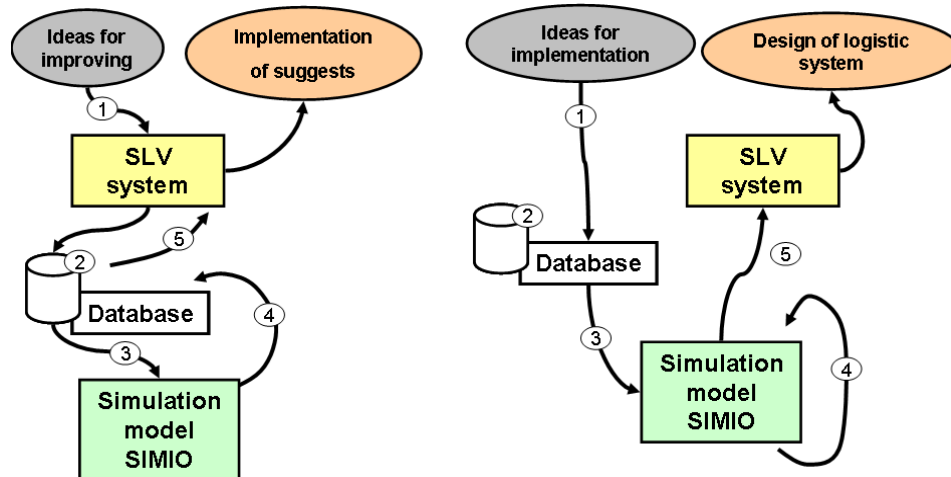 Ideas for
improving
Implementation
of suggests
1
SLV
system
2
5
Database
4
3
Simulation
model
SIMIO
Ideas for
implementation
Design of logistic
system
1
SLV
system
2
Database
5
3
Simulation
model
SIMIO
4